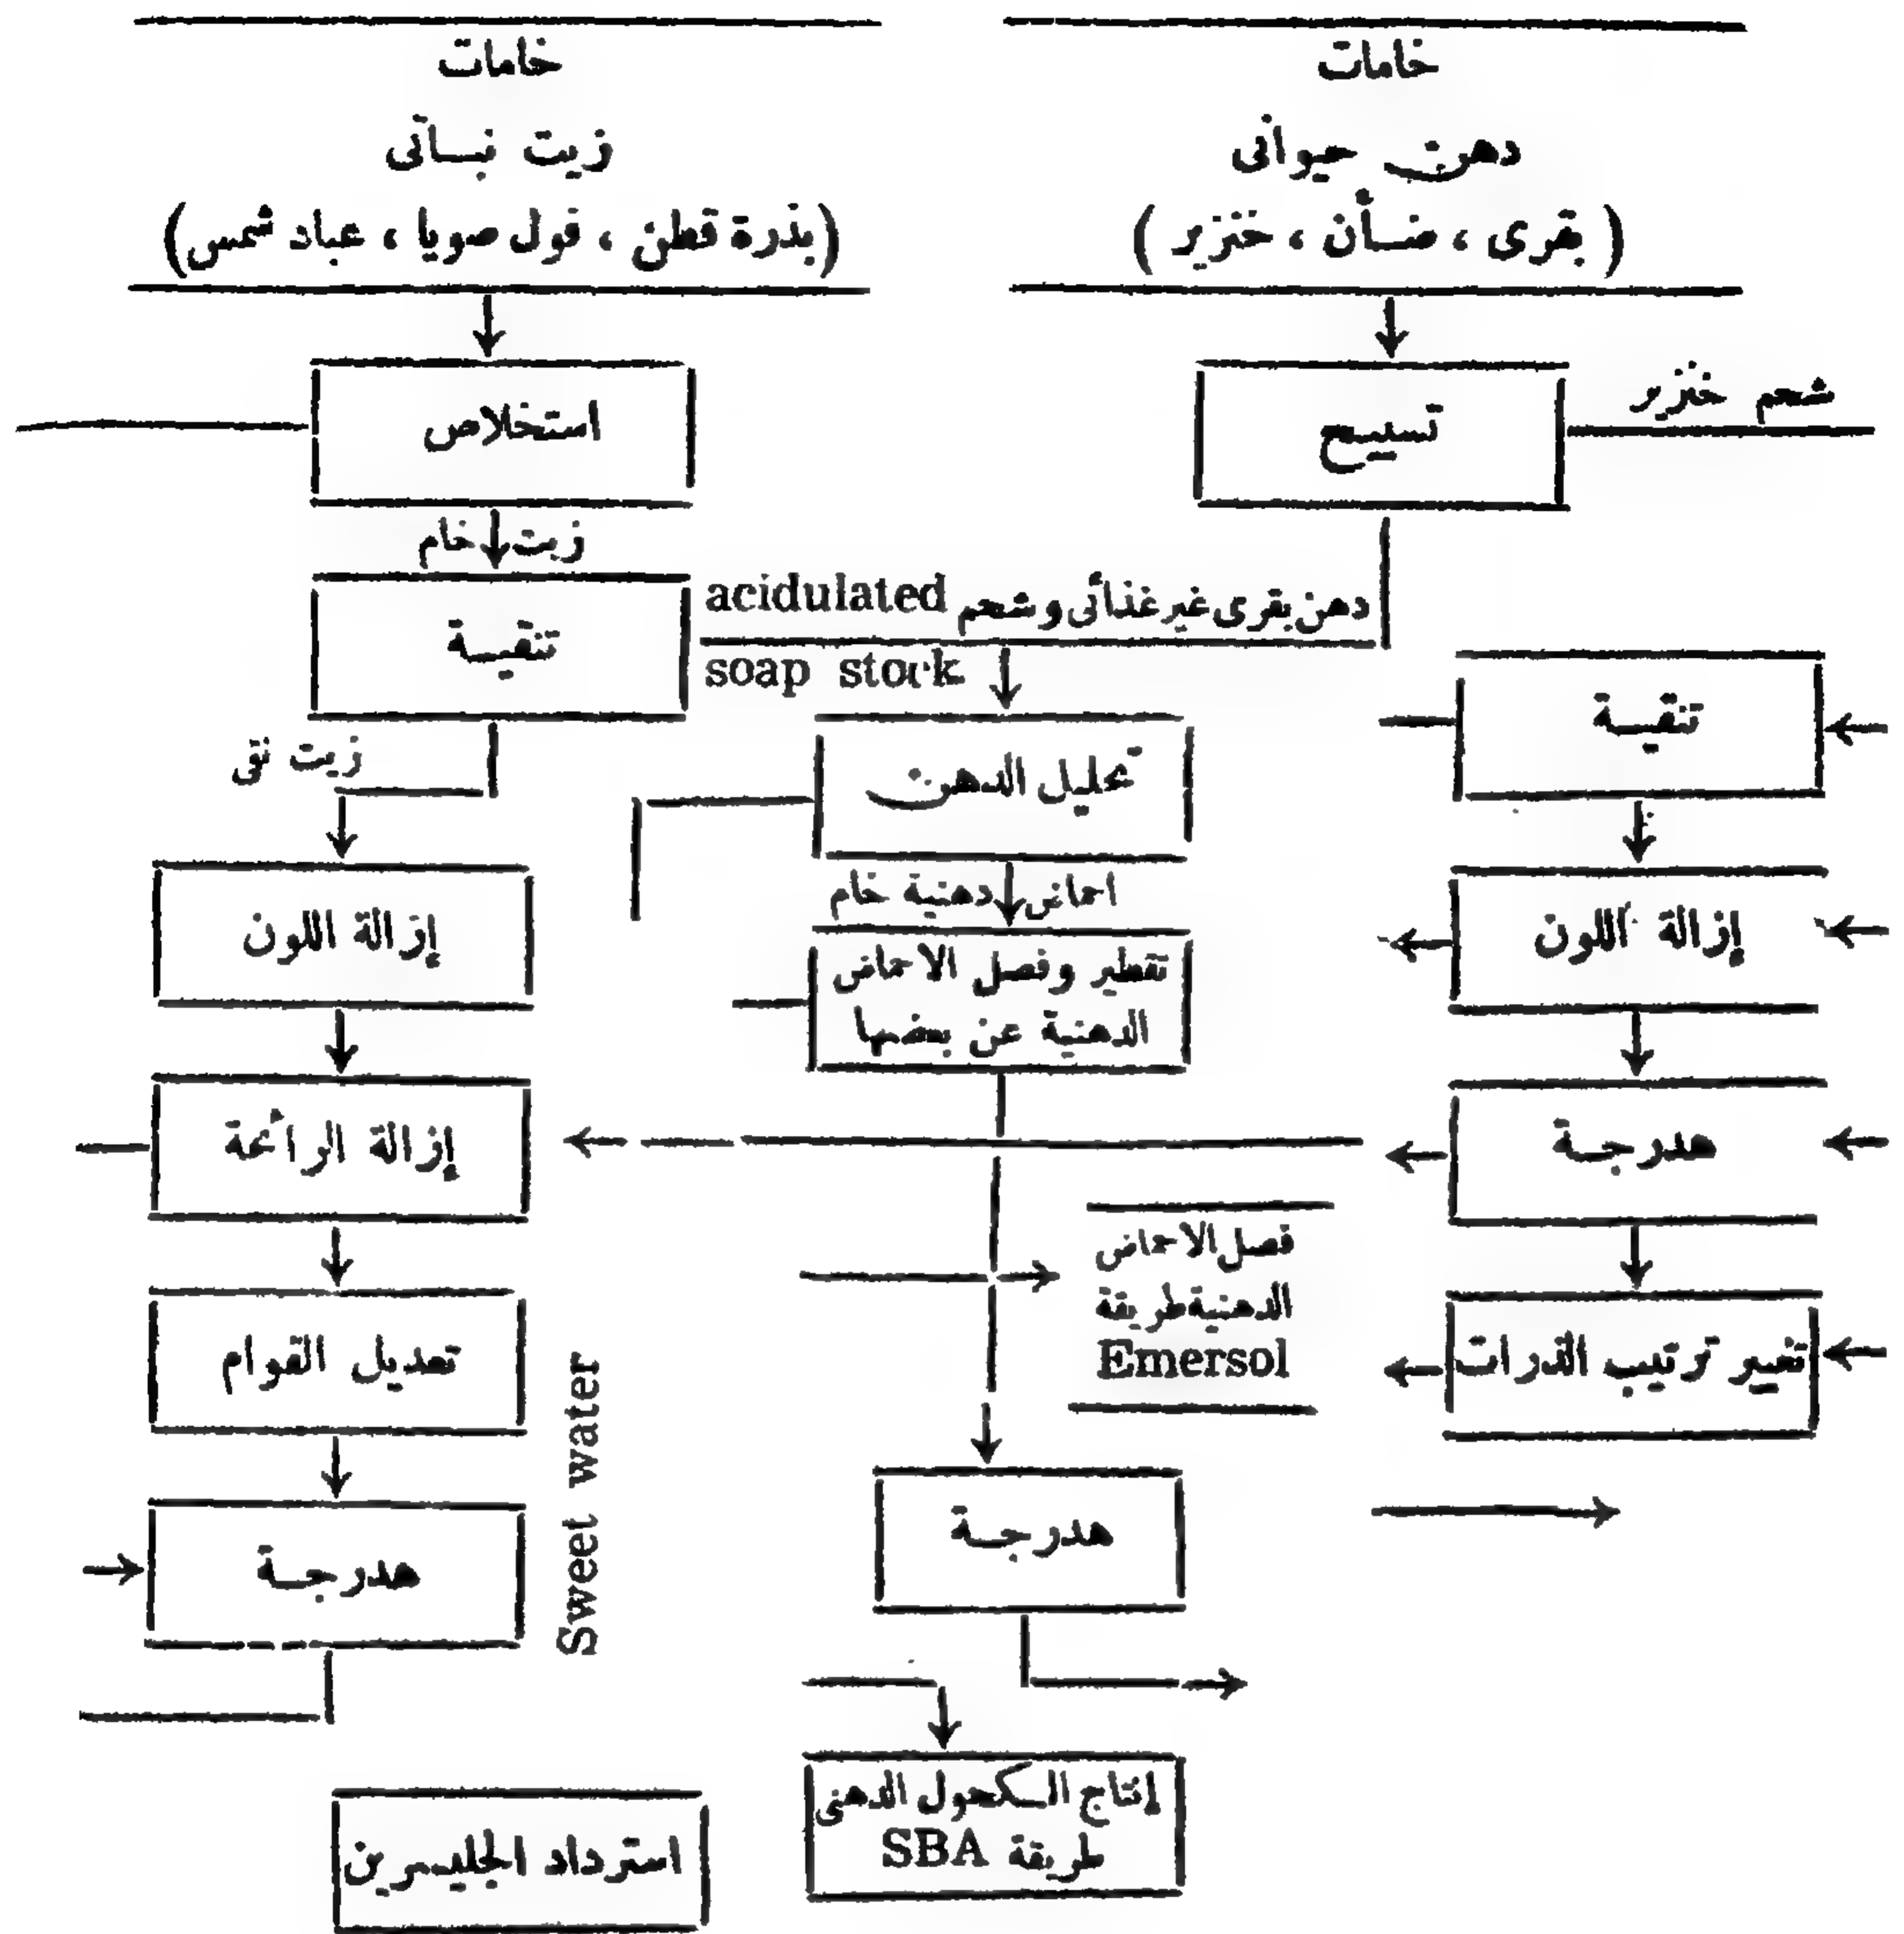 خامات
دهن حيوانى
( بقرى ، ضأن ، خنزير )
خامات
زيت نباتى
(بذرة قطن ، فول صويا ، عباد شمس)
تسييح
شحم خنزير
استخلاص
زيت خام
تنقية
دهن بقرى غير غذائى وشحم acidulated
soap stock
تنقية
زيت نقى
تحليل الدهن
إزالة اللون
احماض دهنية خام
إزالة اللون
تقطير وفصل الاحماض
الدهنية عن بعضها
هدرجة
إزالة الرائحة
فصل الاحماض
الدهنية طريقة
Emersol
تغيير ترتيب الذرات
تعديل القوام
Sweet water
هدرجة
هدرجة
إنتاج الكحول الدهنى
طريقة SBA
استرداد الجليسرين